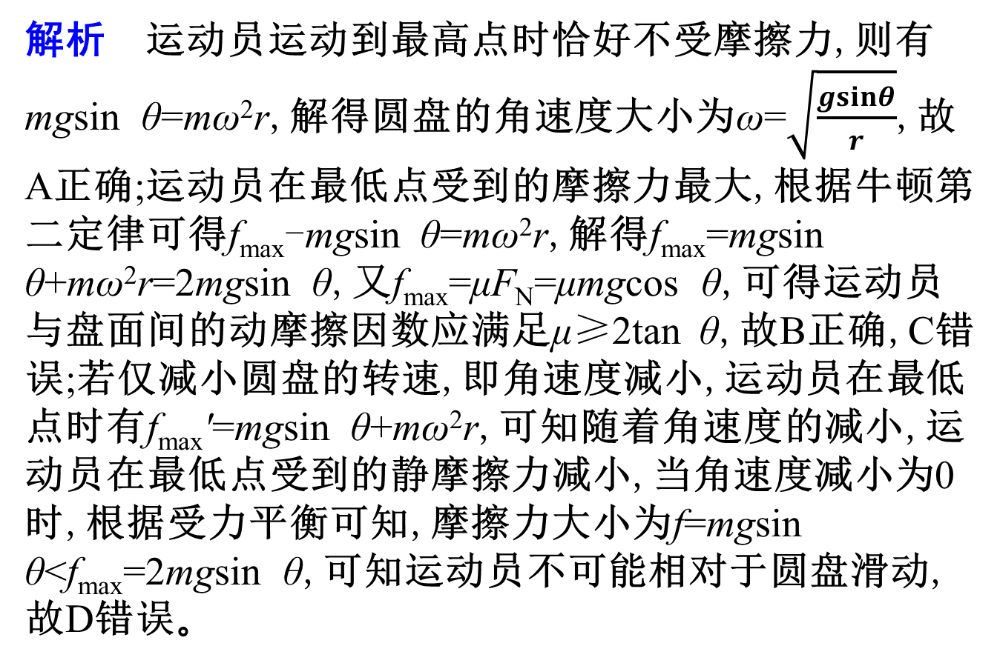 解析　运动员运动到最高点时恰好不受摩擦力, 则有
mgsin θ=mω²r, 解得圆盘的角速度大小为ω=√(gsinθ/r), 故
A正确;运动员在最低点受到的摩擦力最大, 根据牛顿第
二定律可得fmax-mgsin θ=mω²r, 解得fmax=mgsin
θ+mω²r=2mgsin θ, 又fmax=μFN=μmgcos θ, 可得运动员
与盘面间的动摩擦因数应满足μ≥2tan θ, 故B正确, C错
误;若仅减小圆盘的转速, 即角速度减小, 运动员在最低
点时有fmax'=mgsin θ+mω²r, 可知随着角速度的减小, 运
动员在最低点受到的静摩擦力减小, 当角速度减小为0
时, 根据受力平衡可知, 摩擦力大小为f=mgsin
θ<fmax=2mgsin θ, 可知运动员不可能相对于圆盘滑动,
故D错误。